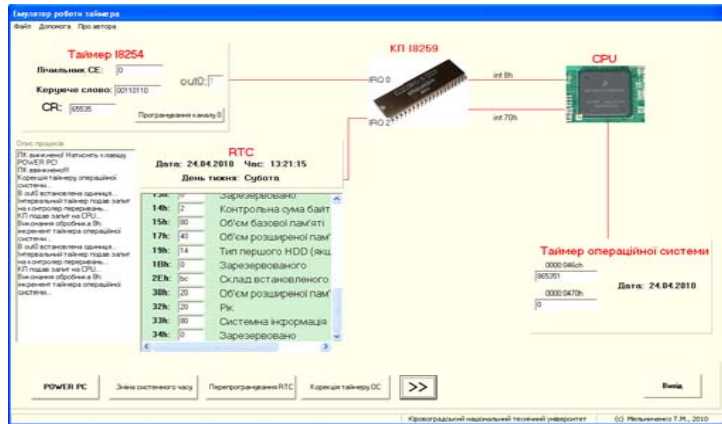 Емулятор роботи таймера
Файл Допомога Про автора
Таймер I8254
Лічильник CE: 0
out0: 1
Керуюче слово: 00110110
CR: 65535
Програмування каналу 0
КП I8259
IRQ 0
int 8h
IRQ 2
int 70h
CPU
Опис процесів
ПК вимкнено! Натисніть клавішу
POWER PC!
ПК ввімкнено!!!
Корекція таймеру операційної
системи...
В out0 встановлена одиниця...
Інтервальний таймер подав запит
на контролер переривань...
КП подав запит на CPU...
Виконання обробника 8h:
інкремент таймера операційної
системи...
В out0 встановлена одиниця...
Інтервальний таймер подав запит
на контролер переривань...
КП подав запит на CPU...
Виконання обробника 8h:
інкремент таймера операційної
системи...
RTC
Дата: 24.04.2010 Час: 13:21:15
День тижня: Субота
Зарезервовано
14h: 2 Контрольна сума байт
15h: 80 Об'єм базової пам'яті
17h: 40 Об'єм розширеної пам'
19h: 14 Тип першого HDD (якщ
1Bh: 0 Зарезервованого
2Eh: bc Склад встановленого
30h: 20 Об'єм розширеної пам'
32h: 20 Рік
33h: 80 Системна інформація
34h: 0 Зарезервовано
Таймер операційної системи
0000:046ch
865351
Дата: 24.04.2010
0000:0470h
0
POWER PC
Зміна системного часу
Перепрограмування RTC
Корекція таймеру ОС
>>
Вихід
Кіровоградський національний технічний університет
(c) Мельниченко Т.М., 2010